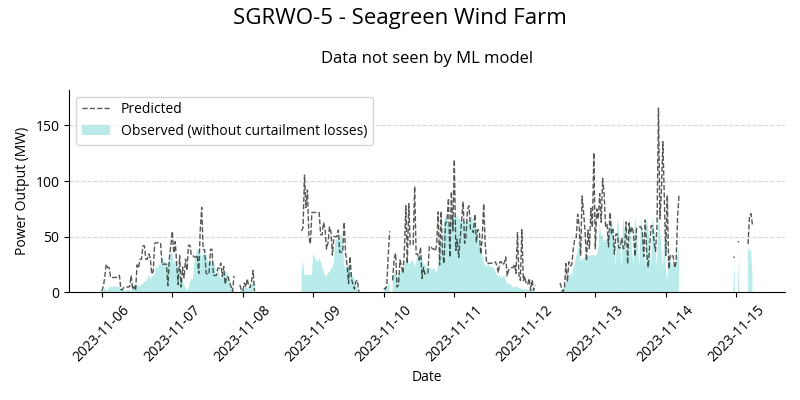 SGRWO-5 - Seagreen Wind Farm
Data not seen by ML model
Predicted
Observed (without curtailment losses)
Power Output (MW)
150
100
50
0
2023-11-06
2023-11-07
2023-11-08
2023-11-09
2023-11-10
2023-11-11
2023-11-12
2023-11-13
2023-11-14
2023-11-15
Date